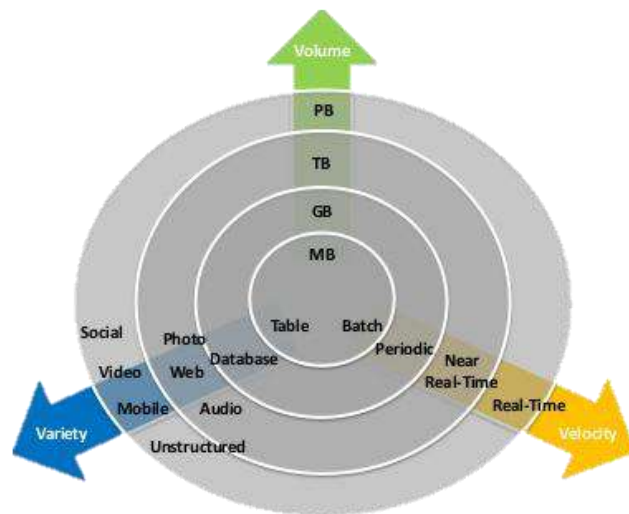 Volume
PB
TB
GB
MB
Table
Batch
Social
Photo
Database
Periodic
Near
Real-Time
Video
Web
Mobile
Audio
Real-Time
Variety
Velocity
Unstructured